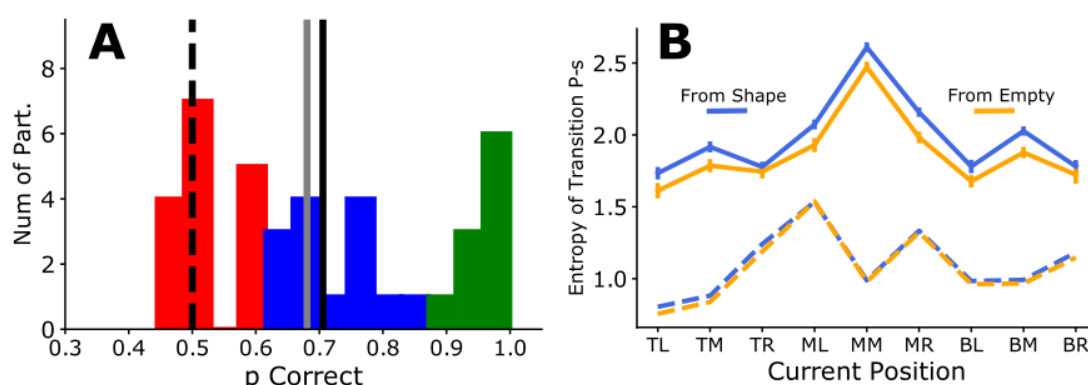 A
Num of Part.
8
6
4
2
0
0.3 0.4 0.5 0.6 0.7 0.8 0.9 1.0
p Correct
B
Entropy of Transition P-s
2.5
2.0
1.5
1.0
From Shape
From Empty
TL TM TR ML MM MR BL BM BR
Current Position